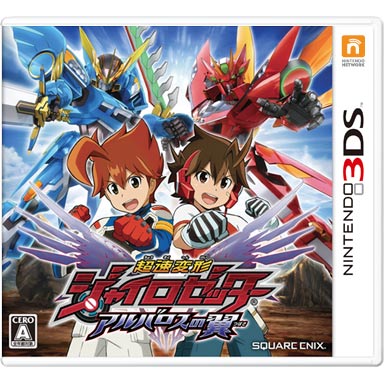 NINTENDO
NETWORK
NINTENDO 3DS
超速変形
ジャイロゼッター
アルバロスの翼
CERO
A
SQUARE ENIX.